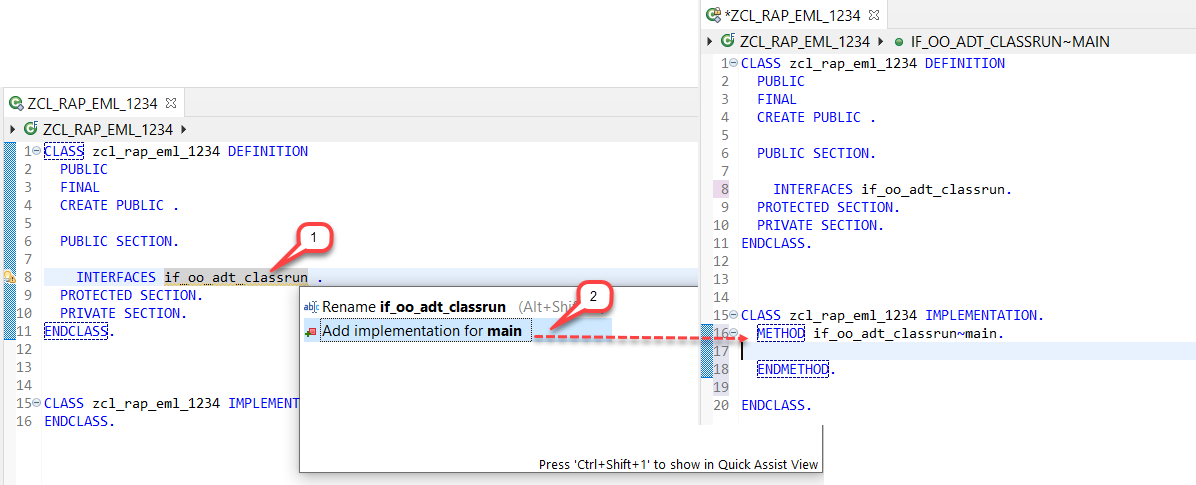 ZCL_RAP_EML_1234
ZCL_RAP_EML_1234
1 CLASS zcl_rap_eml_1234 DEFINITION
2 PUBLIC
3 FINAL
4 CREATE PUBLIC .
5
6 PUBLIC SECTION.
7
1
8 INTERFACES if_oo_adt_classrun .
9 PROTECTED SECTION.
10 PRIVATE SECTION.
11 ENDCLASS.
12
13
14
15 CLASS zcl_rap_eml_1234 IMPLEMENT
16 ENDCLASS.
Rename if_oo_adt_classrun (Alt+Shif
2
Add implementation for main
Press 'Ctrl+Shift+1' to show in Quick Assist View
*ZCL_RAP_EML_1234
ZCL_RAP_EML_1234 IF_OO_ADT_CLASSRUN~MAIN
1 CLASS zcl_rap_eml_1234 DEFINITION
2 PUBLIC
3 FINAL
4 CREATE PUBLIC .
5
6 PUBLIC SECTION.
7
8 INTERFACES if_oo_adt_classrun.
9 PROTECTED SECTION.
10 PRIVATE SECTION.
11 ENDCLASS.
12
13
14
15 CLASS zcl_rap_eml_1234 IMPLEMENTATION.
16 METHOD if_oo_adt_classrun~main.
17
18 ENDMETHOD.
19
20 ENDCLASS.